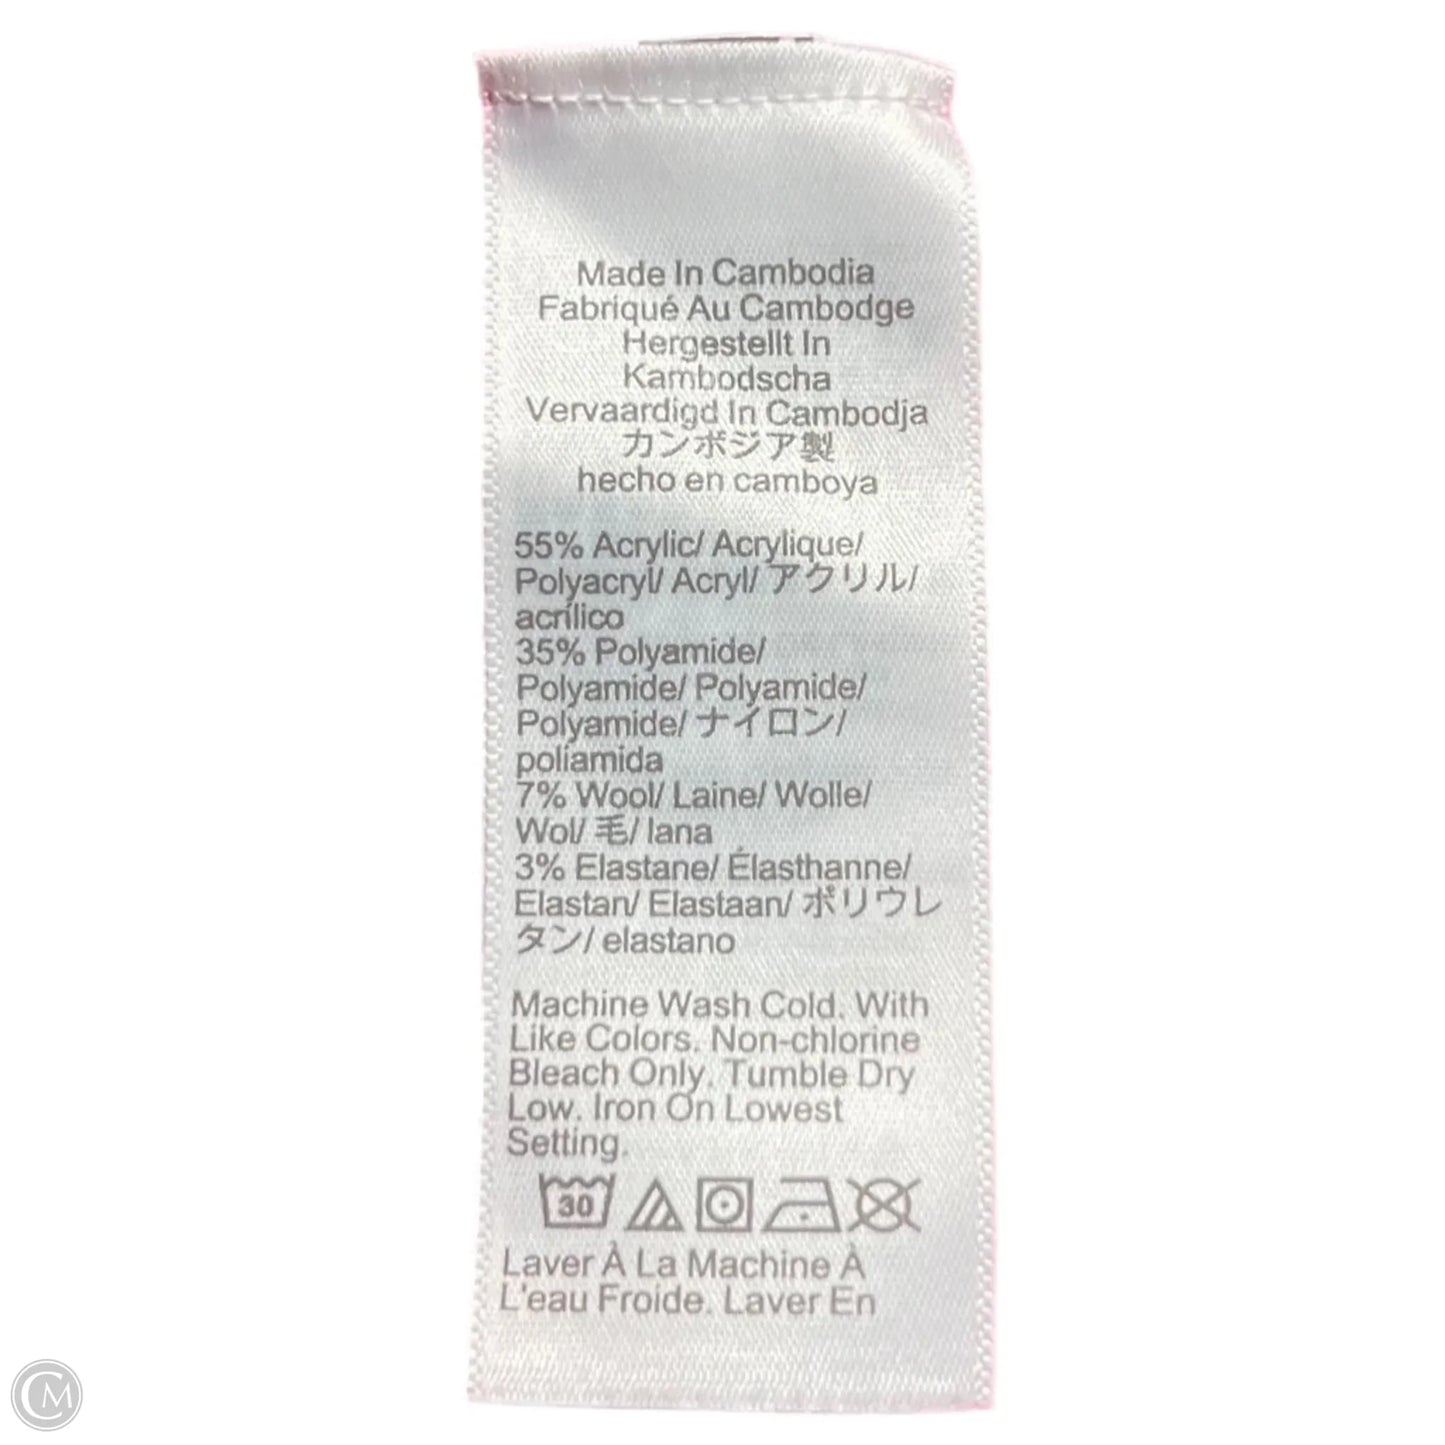 Made In Cambodia
Fabriqué Au Cambodge
Hergestellt In
Kambodscha
Vervaardigd In Cambodja
カンボジア製
hecho en camboya
55% Acrylic/ Acrylique/
Polyacryl/ Acryl/ アクリル/
acrílico
35% Polyamide/
Polyamide/ Polyamide/
Polyamide/ ナイロン/
poliamida
7% Wool/ Laine/ Wolle/
Wol/ 毛/ lana
3% Elastane/ Élasthanne/
Elastan/ Elastaan/ ポリウレ
タン/ elastano
Machine Wash Cold. With
Like Colors. Non-chlorine
Bleach Only. Tumble Dry
Low. Iron On Lowest
Setting.
30
Laver À La Machine À
L'eau Froide. Laver En
CM